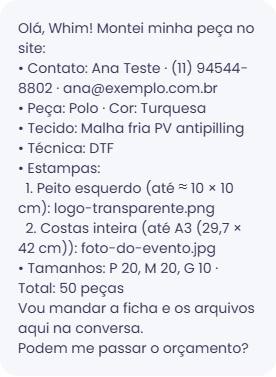 Olá, Whim! Montei minha peça no
site:
• Contato: Ana Teste · (11) 94544-
8802 · ana@exemplo.com.br
• Peça: Polo · Cor: Turquesa
• Tecido: Malha fria PV antipilling
• Técnica: DTF
• Estampas:
1. Peito esquerdo (até ≈ 10 × 10
cm): logo-transparente.png
2. Costas inteira (até A3 (29,7 ×
42 cm)): foto-do-evento.jpg
• Tamanhos: P 20, M 20, G 10 ·
Total: 50 peças
Vou mandar a ficha e os arquivos
aqui na conversa.
Podem me passar o orçamento?